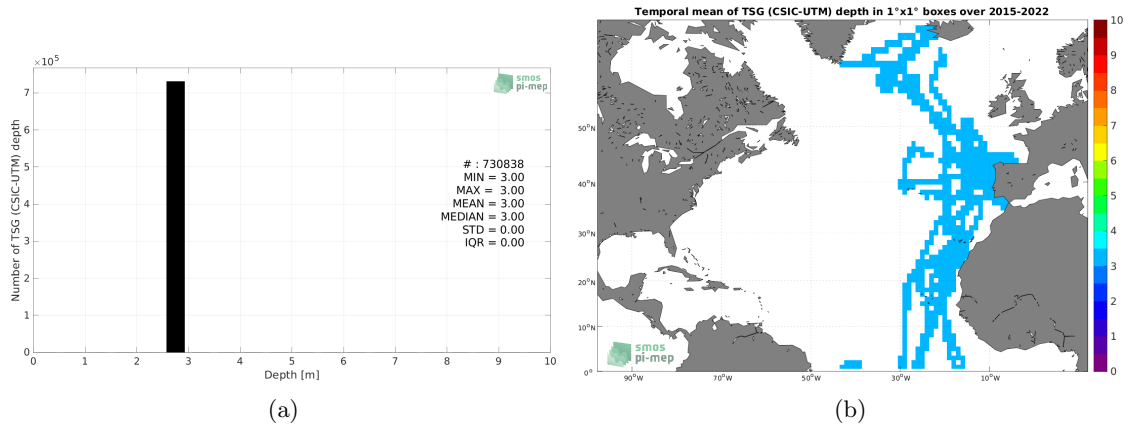 ×10⁵
7
6
5
4
3
2
1
0
Number of TSG (CSIC-UTM) depth
smos
pi-mep
# : 730838
MIN = 3.00
MAX = 3.00
MEAN = 3.00
MEDIAN = 3.00
STD = 0.00
IQR = 0.00
0 1 2 3 4 5 6 7 8 9 10
Depth [m]
(a)
Temporal mean of TSG (CSIC-UTM) depth in 1°x1° boxes over 2015-2022
50°N
40°N
30°N
20°N
10°N
0°
smos
pi-mep
90°W 70°W 50°W 30°W 10°W
10
9
8
7
6
5
4
3
2
1
0
(b)